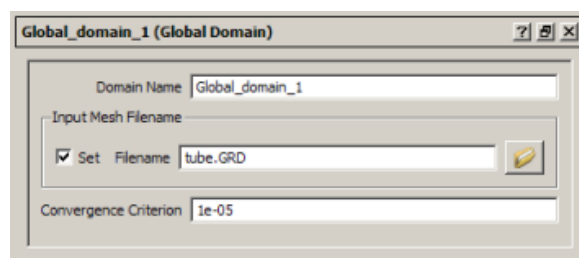 Global_domain_1 (Global Domain)
Domain Name Global_domain_1
Input Mesh Filename
Set Filename tube.GRD
Convergence Criterion 1e-05